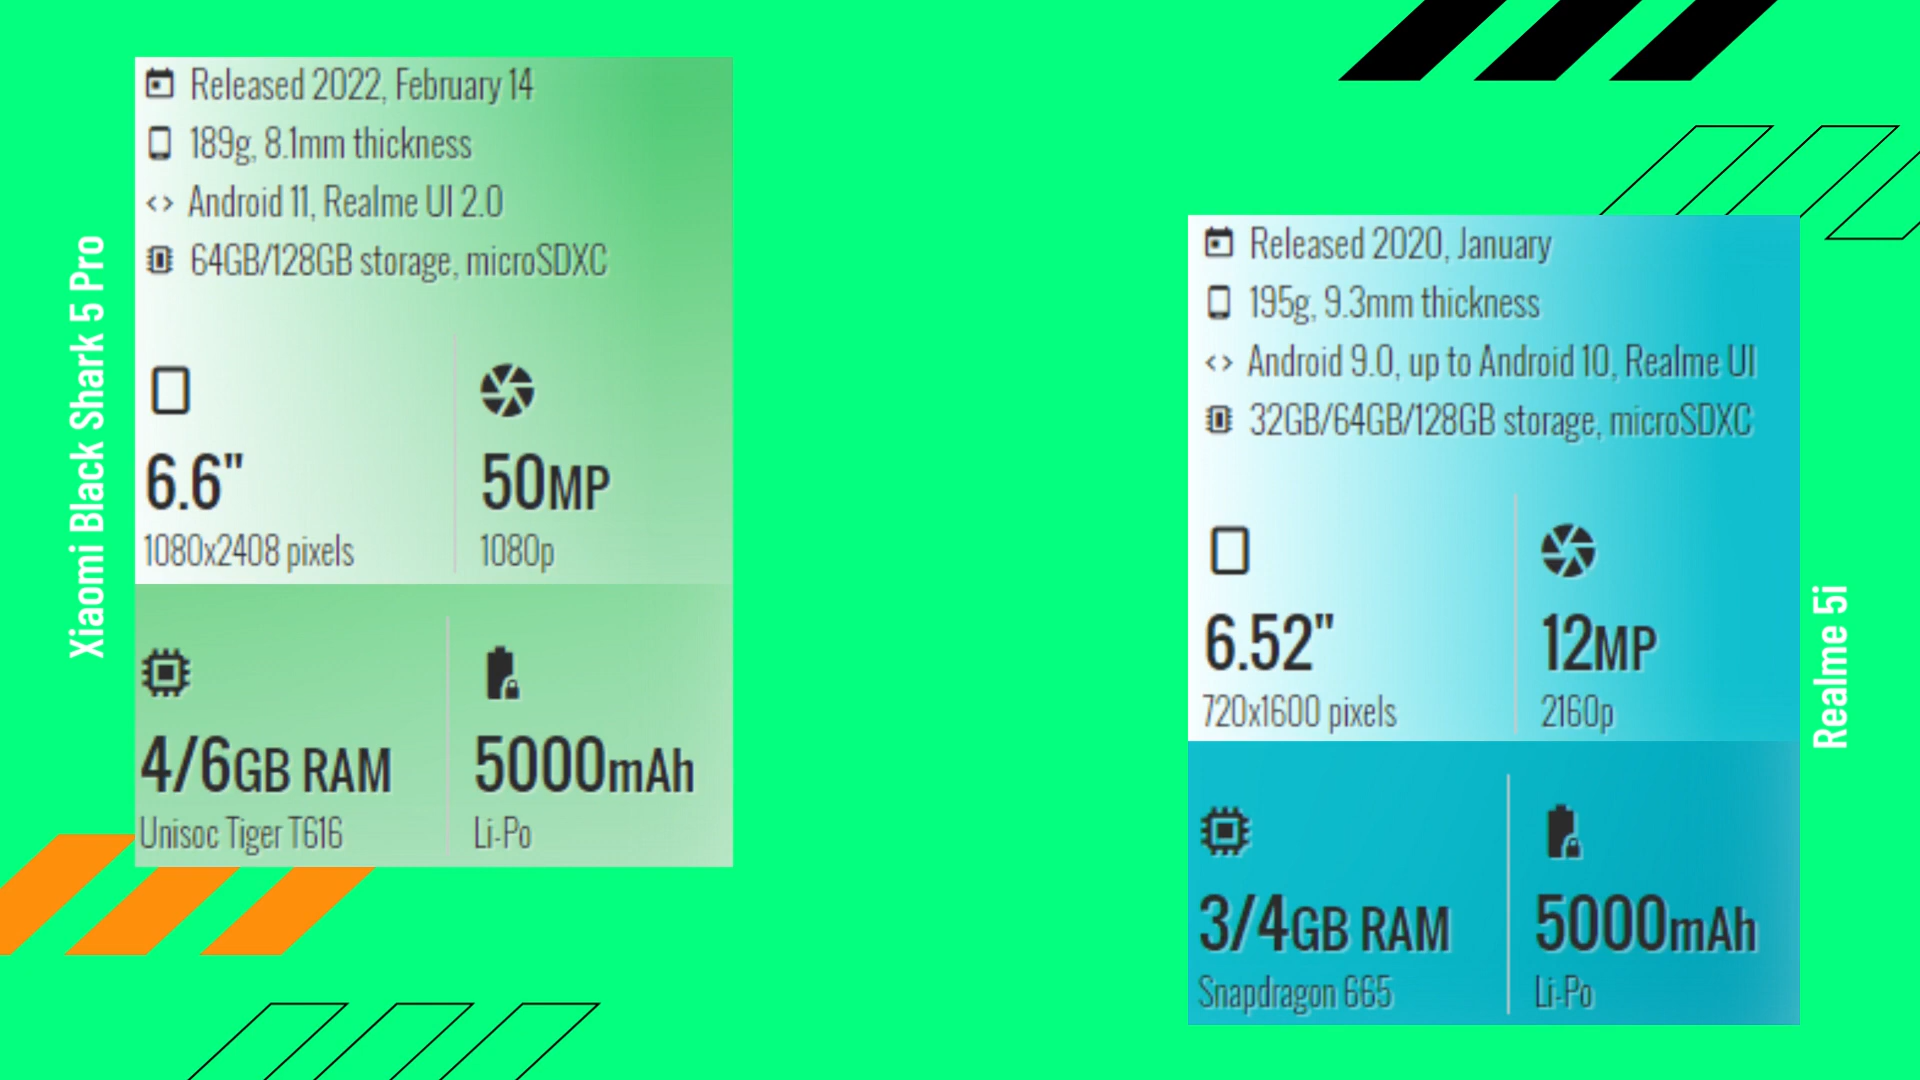 Xiaomi Black Shark 5 Pro
Released 2022, February 14
189g, 8.1mm thickness
Android 11, Realme UI 2.0
64GB/128GB storage, microSDXC
6.6"
1080x2408 pixels
50MP
1080p
4/6GB RAM
Unisoc Tiger T616
5000mAh
Li-Po
Released 2020, January
195g, 9.3mm thickness
Android 9.0, up to Android 10, Realme UI
32GB/64GB/128GB storage, microSDXC
6.52"
720x1600 pixels
12MP
2160p
3/4GB RAM
Snapdragon 665
5000mAh
Li-Po
Realme 5i